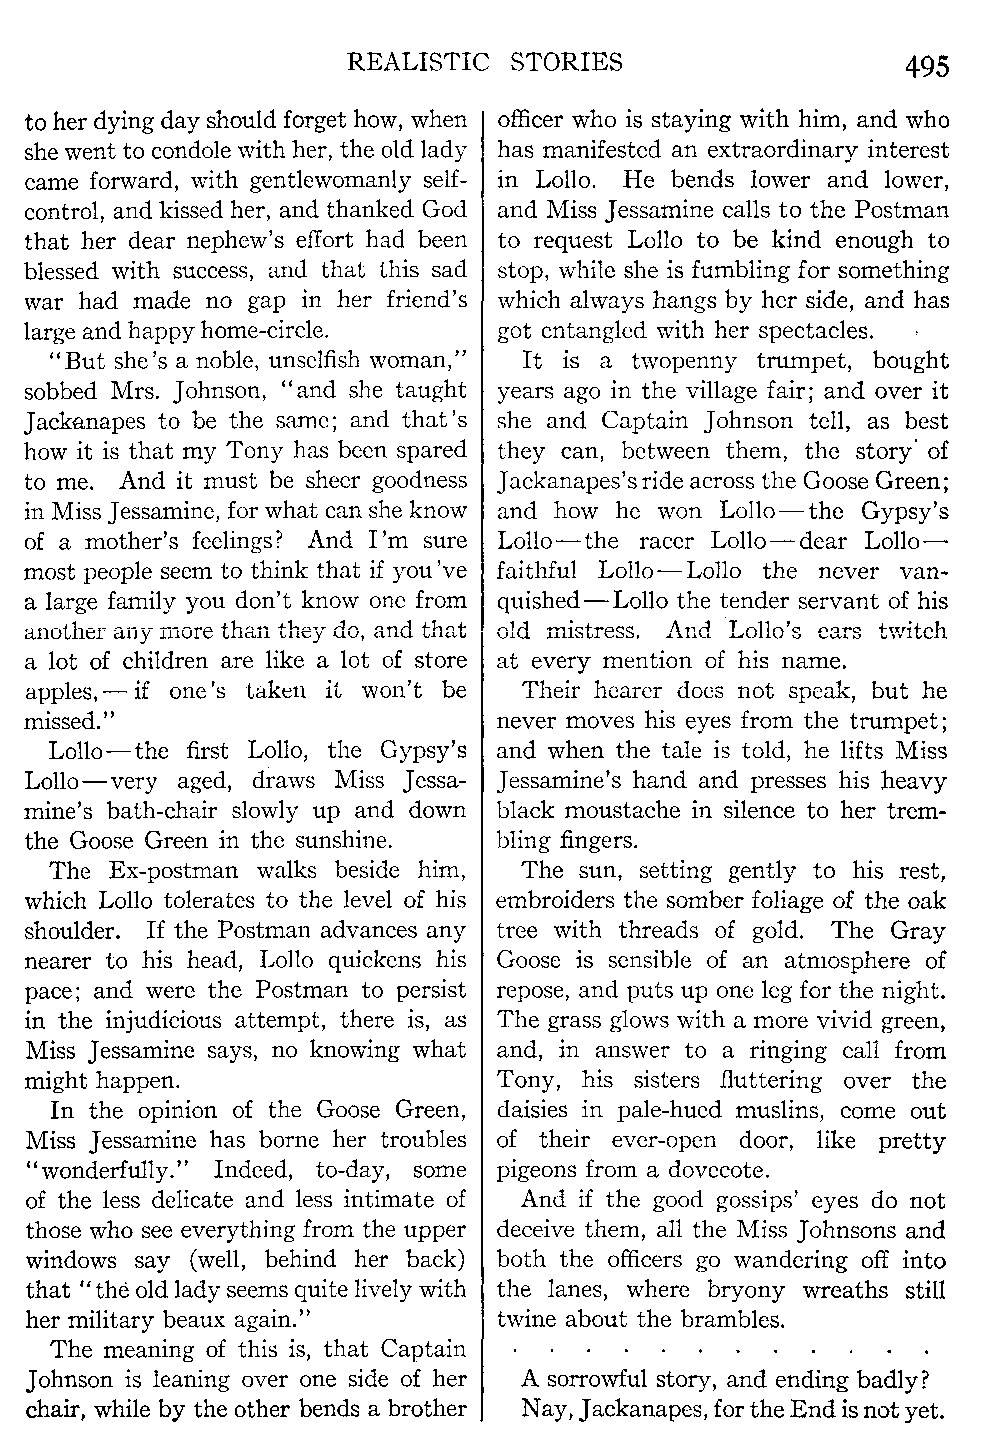 REALISTIC STORIES 495
to her dying day should forget how, when
she went to condole with her, the old lady
came forward, with gentlewomanly self-
control, and kissed her, and thanked God
that her dear nephew's effort had been
blessed with success, and that this sad
war had made no gap in her friend's
large and happy home-circle.
"But she's a noble, unselfish woman,"
sobbed Mrs. Johnson, "and she taught
Jackanapes to be the same; and that's
how it is that my Tony has been spared
to me. And it must be sheer goodness
in Miss Jessamine, for what can she know
of a mother's feelings? And I'm sure
most people seem to think that if you've
a large family you don't know one from
another any more than they do, and that
a lot of children are like a lot of store
apples,—if one's taken it won't be
missed."
Lollo—the first Lollo, the Gypsy's
Lollo—very aged, draws Miss Jessa-
mine's bath-chair slowly up and down
the Goose Green in the sunshine.
The Ex-postman walks beside him,
which Lollo tolerates to the level of his
shoulder. If the Postman advances any
nearer to his head, Lollo quickens his
pace; and were the Postman to persist
in the injudicious attempt, there is, as
Miss Jessamine says, no knowing what
might happen.
In the opinion of the Goose Green,
Miss Jessamine has borne her troubles
"wonderfully." Indeed, to-day, some
of the less delicate and less intimate of
those who see everything from the upper
windows say (well, behind her back)
that "the old lady seems quite lively with
her military beaux again."
The meaning of this is, that Captain
Johnson is leaning over one side of her
chair, while by the other bends a brother
officer who is staying with him, and who
has manifested an extraordinary interest
in Lollo. He bends lower and lower,
and Miss Jessamine calls to the Postman
to request Lollo to be kind enough to
stop, while she is fumbling for something
which always hangs by her side, and has
got entangled with her spectacles.
It is a twopenny trumpet, bought
years ago in the village fair; and over it
she and Captain Johnson tell, as best
they can, between them, the story of
Jackanapes's ride across the Goose Green;
and how he won Lollo—the Gypsy's
Lollo—the racer Lollo—dear Lollo—
faithful Lollo—Lollo the never van-
quished—Lollo the tender servant of his
old mistress. And Lollo's ears twitch
at every mention of his name.
Their hearer does not speak, but he
never moves his eyes from the trumpet;
and when the tale is told, he lifts Miss
Jessamine's hand and presses his heavy
black moustache in silence to her trem-
bling fingers.
The sun, setting gently to his rest,
embroiders the somber foliage of the oak
tree with threads of gold. The Gray
Goose is sensible of an atmosphere of
repose, and puts up one leg for the night.
The grass glows with a more vivid green,
and, in answer to a ringing call from
Tony, his sisters fluttering over the
daisies in pale-hued muslins, come out
of their ever-open door, like pretty
pigeons from a dovecote.
And if the good gossips' eyes do not
deceive them, all the Miss Johnsons and
both the officers go wandering off into
the lanes, where bryony wreaths still
twine about the brambles.
. . . . . . . . . . . .
A sorrowful story, and ending badly?
Nay, Jackanapes, for the End is not yet.